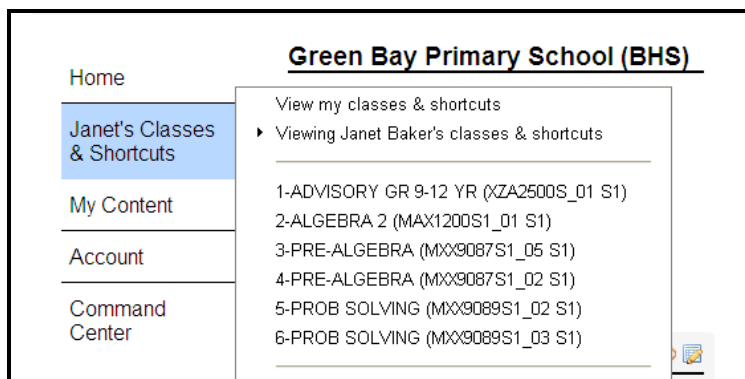 Green Bay Primary School (BHS)
Home
Janet's Classes
& Shortcuts
My Content
Account
Command
Center
View my classes & shortcuts
Viewing Janet Baker's classes & shortcuts
1-ADVISORY GR 9-12 YR (XZA2500S_01 S1)
2-ALGEBRA 2 (MAX1200S1_01 S1)
3-PRE-ALGEBRA (MXX9087S1_05 S1)
4-PRE-ALGEBRA (MXX9087S1_02 S1)
5-PROB SOLVING (MXX9089S1_02 S1)
6-PROB SOLVING (MXX9089S1_03 S1)